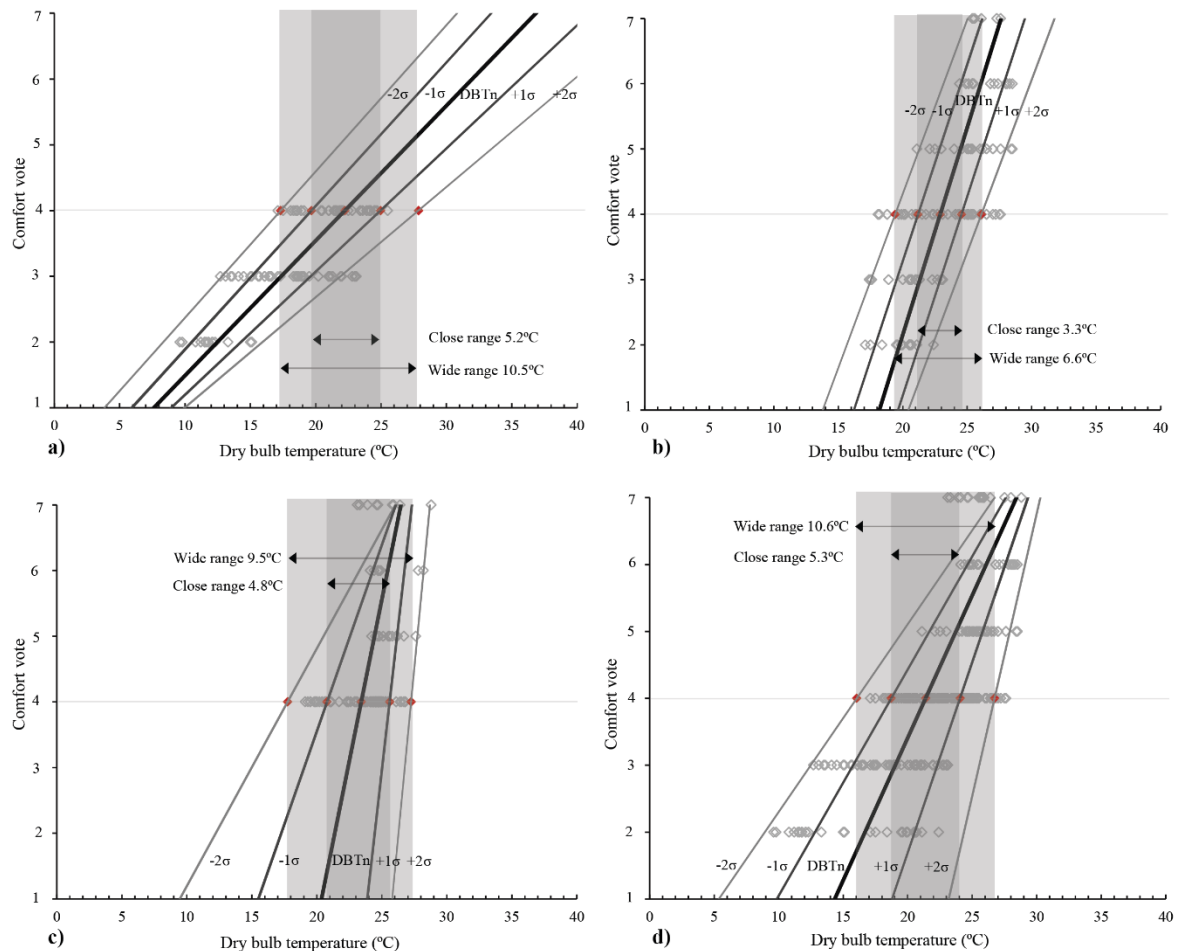 7
6
5
4
3
2
1
Comfort vote
-2σ
-1σ
DBTn
+1σ
+2σ
Close range 5.2ºC
Wide range 10.5ºC
0 5 10 15 20 25 30 35 40
a)
Dry bulb temperature (ºC)
7
6
5
4
3
2
1
Comfort vote
-2σ
-1σ
DBTn
+1σ
+2σ
Close range 3.3ºC
Wide range 6.6ºC
0 5 10 15 20 25 30 35 40
Dry bulbu temperature (ºC)
b)
7
6
5
4
3
2
1
Comfort vote
Wide range 9.5ºC
Close range 4.8ºC
-2σ
-1σ
DBTn
+1σ
+2σ
0 5 10 15 20 25 30 35 40
c)
Dry bulb temperature (ºC)
7
6
5
4
3
2
1
Comfort vote
Wide range 10.6ºC
Close range 5.3ºC
-2σ
-1σ
DBTn
+1σ
+2σ
0 5 10 15 20 25 30 35 40
Dry bulb temperature (ºC)
d)